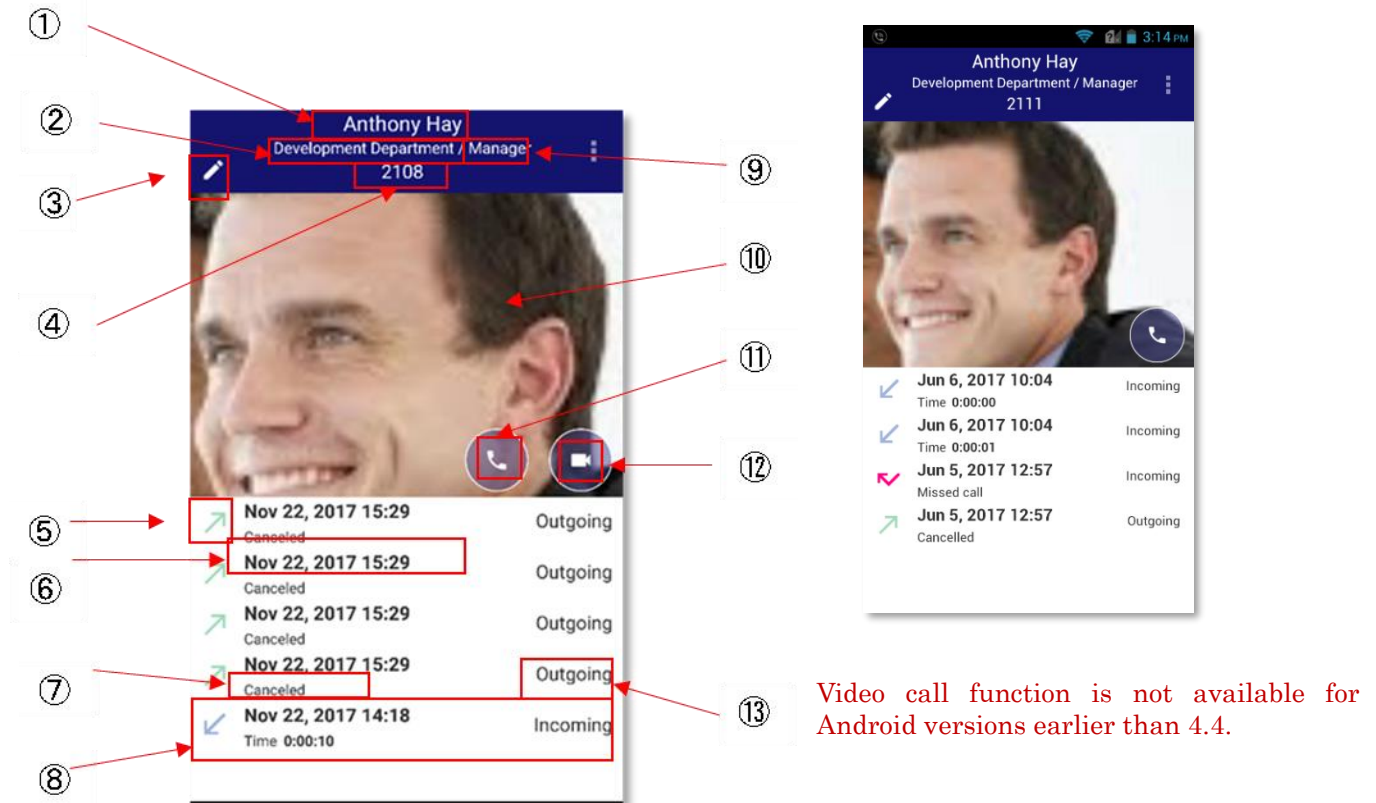 ①
②
③
④
⑤
⑥
⑦
⑧
Anthony Hay
Development Department / Manager
2108
Nov 22, 2017 15:29
Canceled
Outgoing
Nov 22, 2017 15:29
Canceled
Outgoing
Nov 22, 2017 15:29
Canceled
Outgoing
Nov 22, 2017 15:29
Canceled
Outgoing
Nov 22, 2017 14:18
Time 0:00:10
Incoming
⑨
⑩
⑪
⑫
⑬
3:14 PM
Anthony Hay
Development Department / Manager
2111
Jun 6, 2017 10:04
Time 0:00:00
Incoming
Jun 6, 2017 10:04
Time 0:00:01
Incoming
Jun 5, 2017 12:57
Missed call
Incoming
Jun 5, 2017 12:57
Cancelled
Outgoing
Video call function is not available for
Android versions earlier than 4.4.